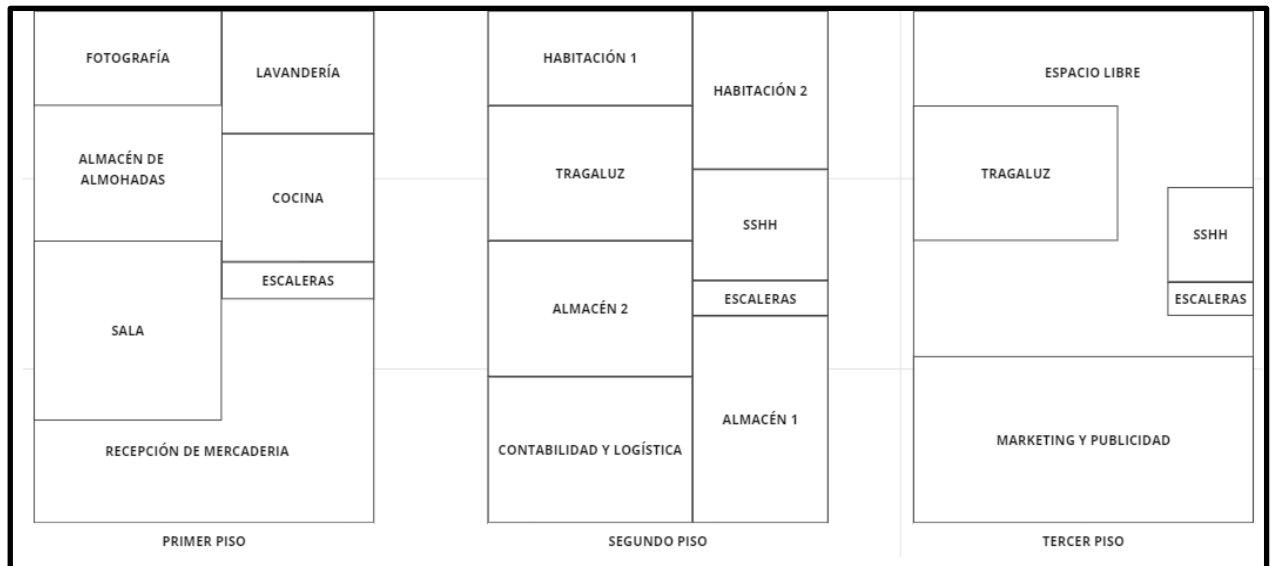 FOTOGRAFÍA
LAVANDERÍA
ALMACÉN DE
ALMOHADAS
COCINA
ESCALERAS
SALA
RECEPCIÓN DE MERCADERIA
PRIMER PISO
HABITACIÓN 1
HABITACIÓN 2
TRAGALUZ
SSHH
ESCALERAS
ALMACÉN 2
ALMACÉN 1
CONTABILIDAD Y LOGÍSTICA
SEGUNDO PISO
ESPACIO LIBRE
TRAGALUZ
SSHH
ESCALERAS
MARKETING Y PUBLICIDAD
TERCER PISO